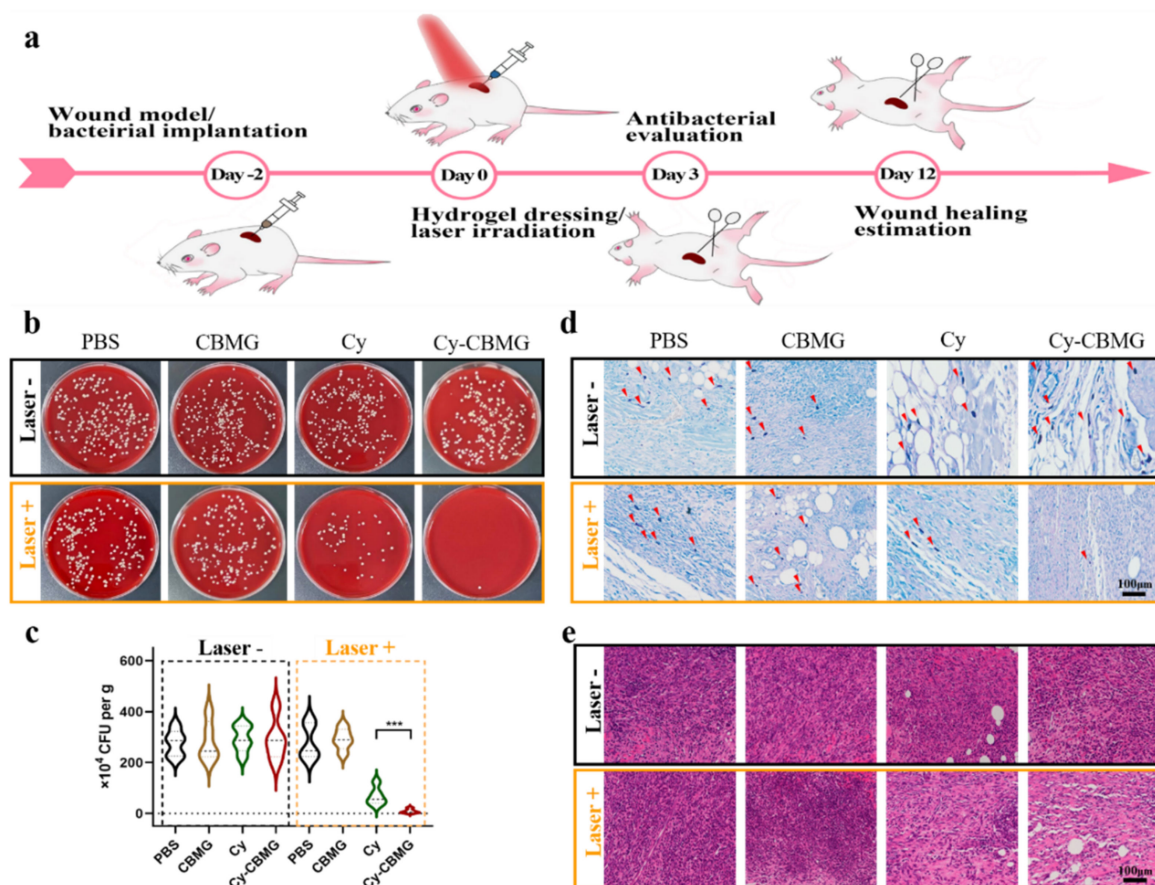 a
Wound model/
bacteirial implantation
Antibacterial
evaluation
Day -2
Day 0
Day 3
Day 12
Hydrogel dressing/
laser irradiation
Wound healing
estimation
b
PBS CBMG Cy Cy-CBMG
Laser -
Laser +
c
Laser - Laser +
600
400
200
0
×10⁴ CFU per g
***
PBS CBMG Cy Cy-CBMG PBS CBMG Cy Cy-CBMG
d
PBS CBMG Cy Cy-CBMG
Laser -
Laser +
100μm
e
Laser -
Laser +
100μm